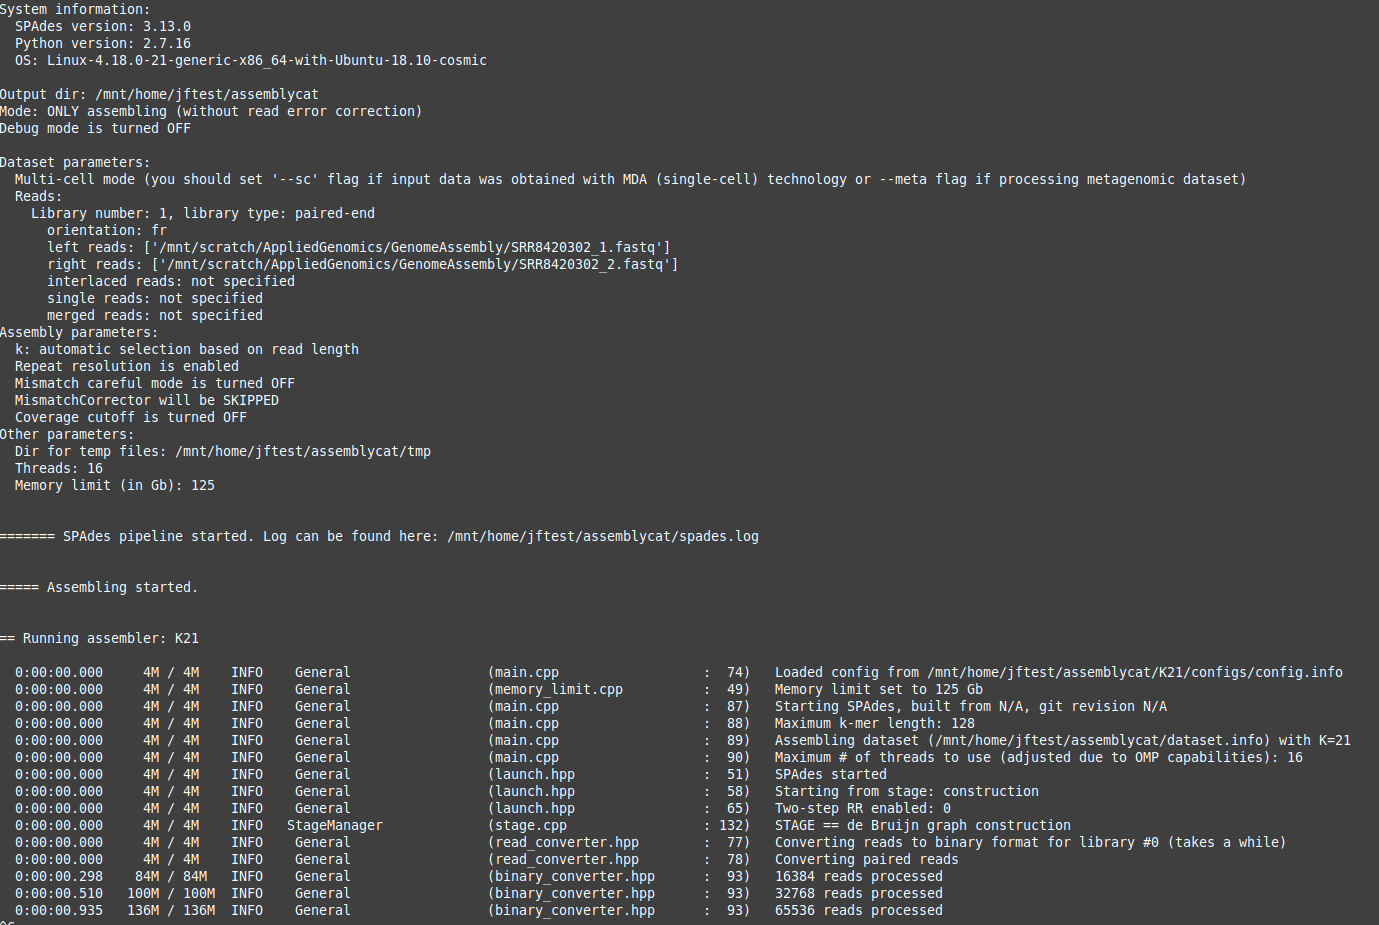 System information:
  SPAdes version: 3.13.0
  Python version: 2.7.16
  OS: Linux-4.18.0-21-generic-x86_64-with-Ubuntu-18.10-cosmic

Output dir: /mnt/home/jftest/assemblycat
Mode: ONLY assembling (without read error correction)
Debug mode is turned OFF

Dataset parameters:
  Multi-cell mode (you should set '--sc' flag if input data was obtained with MDA (single-cell) technology or --meta flag if processing metagenomic dataset)
  Reads:
    Library number: 1, library type: paired-end
      orientation: fr
      left reads: ['/mnt/scratch/AppliedGenomics/GenomeAssembly/SRR8420302_1.fastq']
      right reads: ['/mnt/scratch/AppliedGenomics/GenomeAssembly/SRR8420302_2.fastq']
      interlaced reads: not specified
      single reads: not specified
      merged reads: not specified
Assembly parameters:
  k: automatic selection based on read length
  Repeat resolution is enabled
  Mismatch careful mode is turned OFF
  MismatchCorrector will be SKIPPED
  Coverage cutoff is turned OFF
Other parameters:
  Dir for temp files: /mnt/home/jftest/assemblycat/tmp
  Threads: 16
  Memory limit (in Gb): 125

======= SPAdes pipeline started. Log can be found here: /mnt/home/jftest/assemblycat/spades.log

===== Assembling started.

== Running assembler: K21

  0:00:00.000     4M / 4M    INFO    General                 (main.cpp                  :  74)   Loaded config from /mnt/home/jftest/assemblycat/K21/configs/config.info
  0:00:00.000     4M / 4M    INFO    General                 (memory_limit.cpp          :  49)   Memory limit set to 125 Gb
  0:00:00.000     4M / 4M    INFO    General                 (main.cpp                  :  87)   Starting SPAdes, built from N/A, git revision N/A
  0:00:00.000     4M / 4M    INFO    General                 (main.cpp                  :  88)   Maximum k-mer length: 128
  0:00:00.000     4M / 4M    INFO    General                 (main.cpp                  :  89)   Assembling dataset (/mnt/home/jftest/assemblycat/dataset.info) with K=21
  0:00:00.000     4M / 4M    INFO    General                 (main.cpp                  :  90)   Maximum # of threads to use (adjusted due to OMP capabilities): 16
  0:00:00.000     4M / 4M    INFO    General                 (launch.hpp                :  51)   SPAdes started
  0:00:00.000     4M / 4M    INFO    General                 (launch.hpp                :  58)   Starting from stage: construction
  0:00:00.000     4M / 4M    INFO    General                 (launch.hpp                :  65)   Two-step RR enabled: 0
  0:00:00.000     4M / 4M    INFO   StageManager             (stage.cpp                 : 132)   STAGE == de Bruijn graph construction
  0:00:00.000     4M / 4M    INFO    General                 (read_converter.hpp        :  77)   Converting reads to binary format for library #0 (takes a while)
  0:00:00.000     4M / 4M    INFO    General                 (read_converter.hpp        :  78)   Converting paired reads
  0:00:00.298    84M / 84M   INFO    General                 (binary_converter.hpp      :  93)   16384 reads processed
  0:00:00.510   100M / 100M  INFO    General                 (binary_converter.hpp      :  93)   32768 reads processed
  0:00:00.935   136M / 136M  INFO    General                 (binary_converter.hpp      :  93)   65536 reads processed